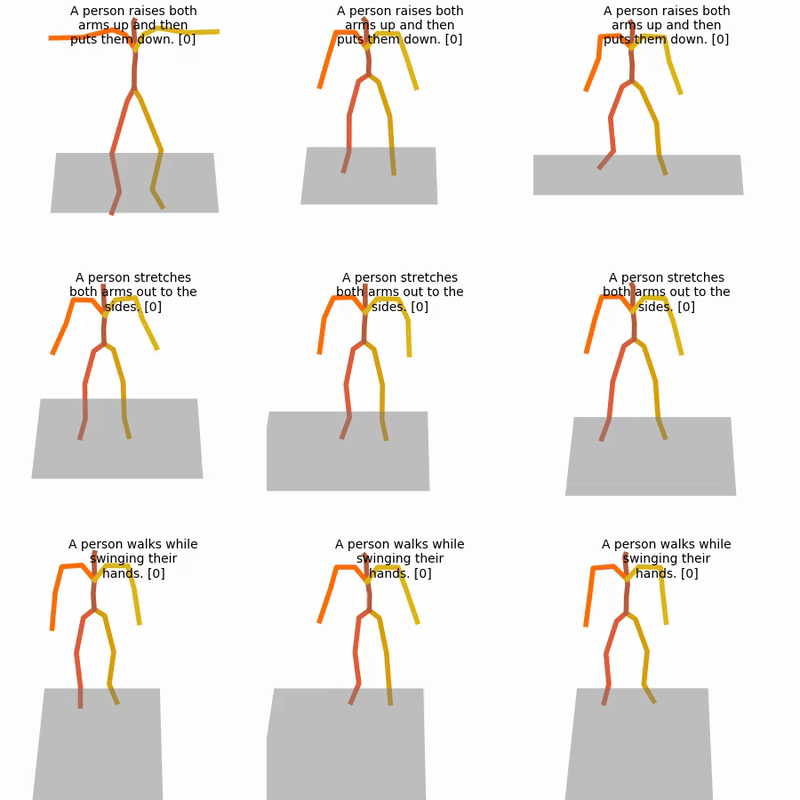 A person raises both
arms up and then
puts them down. [0]
A person raises both
arms up and then
puts them down. [0]
A person raises both
arms up and then
puts them down. [0]
A person stretches
both arms out to the
sides. [0]
A person stretches
both arms out to the
sides. [0]
A person stretches
both arms out to the
sides. [0]
A person walks while
swinging their
hands. [0]
A person walks while
swinging their
hands. [0]
A person walks while
swinging their
hands. [0]